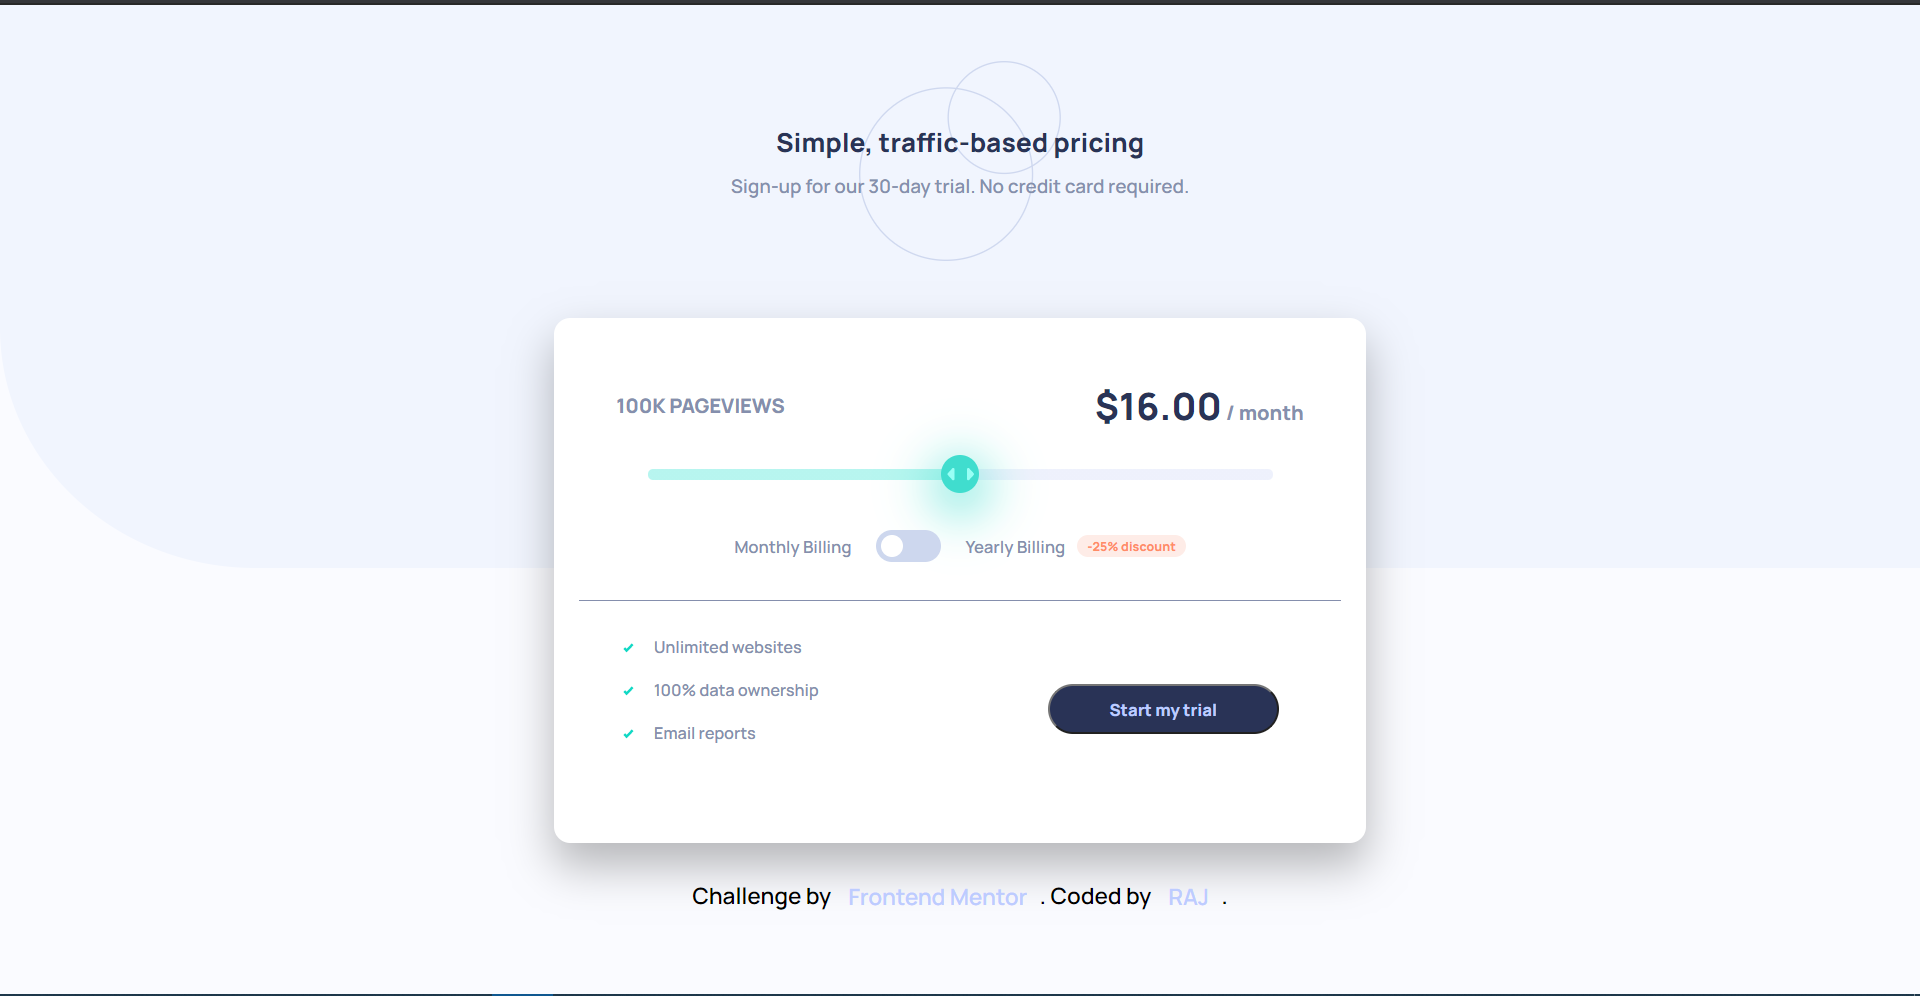 Simple, traffic-based pricing
Sign-up for our 30-day trial. No credit card required.
100K PAGEVIEWS
$16.00 / month
Monthly Billing
Yearly Billing
-25% discount
Unlimited websites
100% data ownership
Email reports
Start my trial
Challenge by Frontend Mentor . Coded by RAJ .